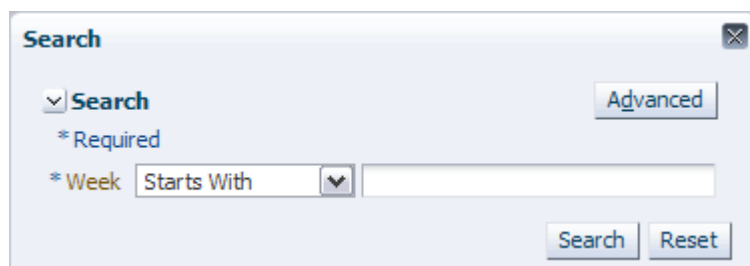 Search
Search Advanced
* Required
* Week Starts With
Search Reset